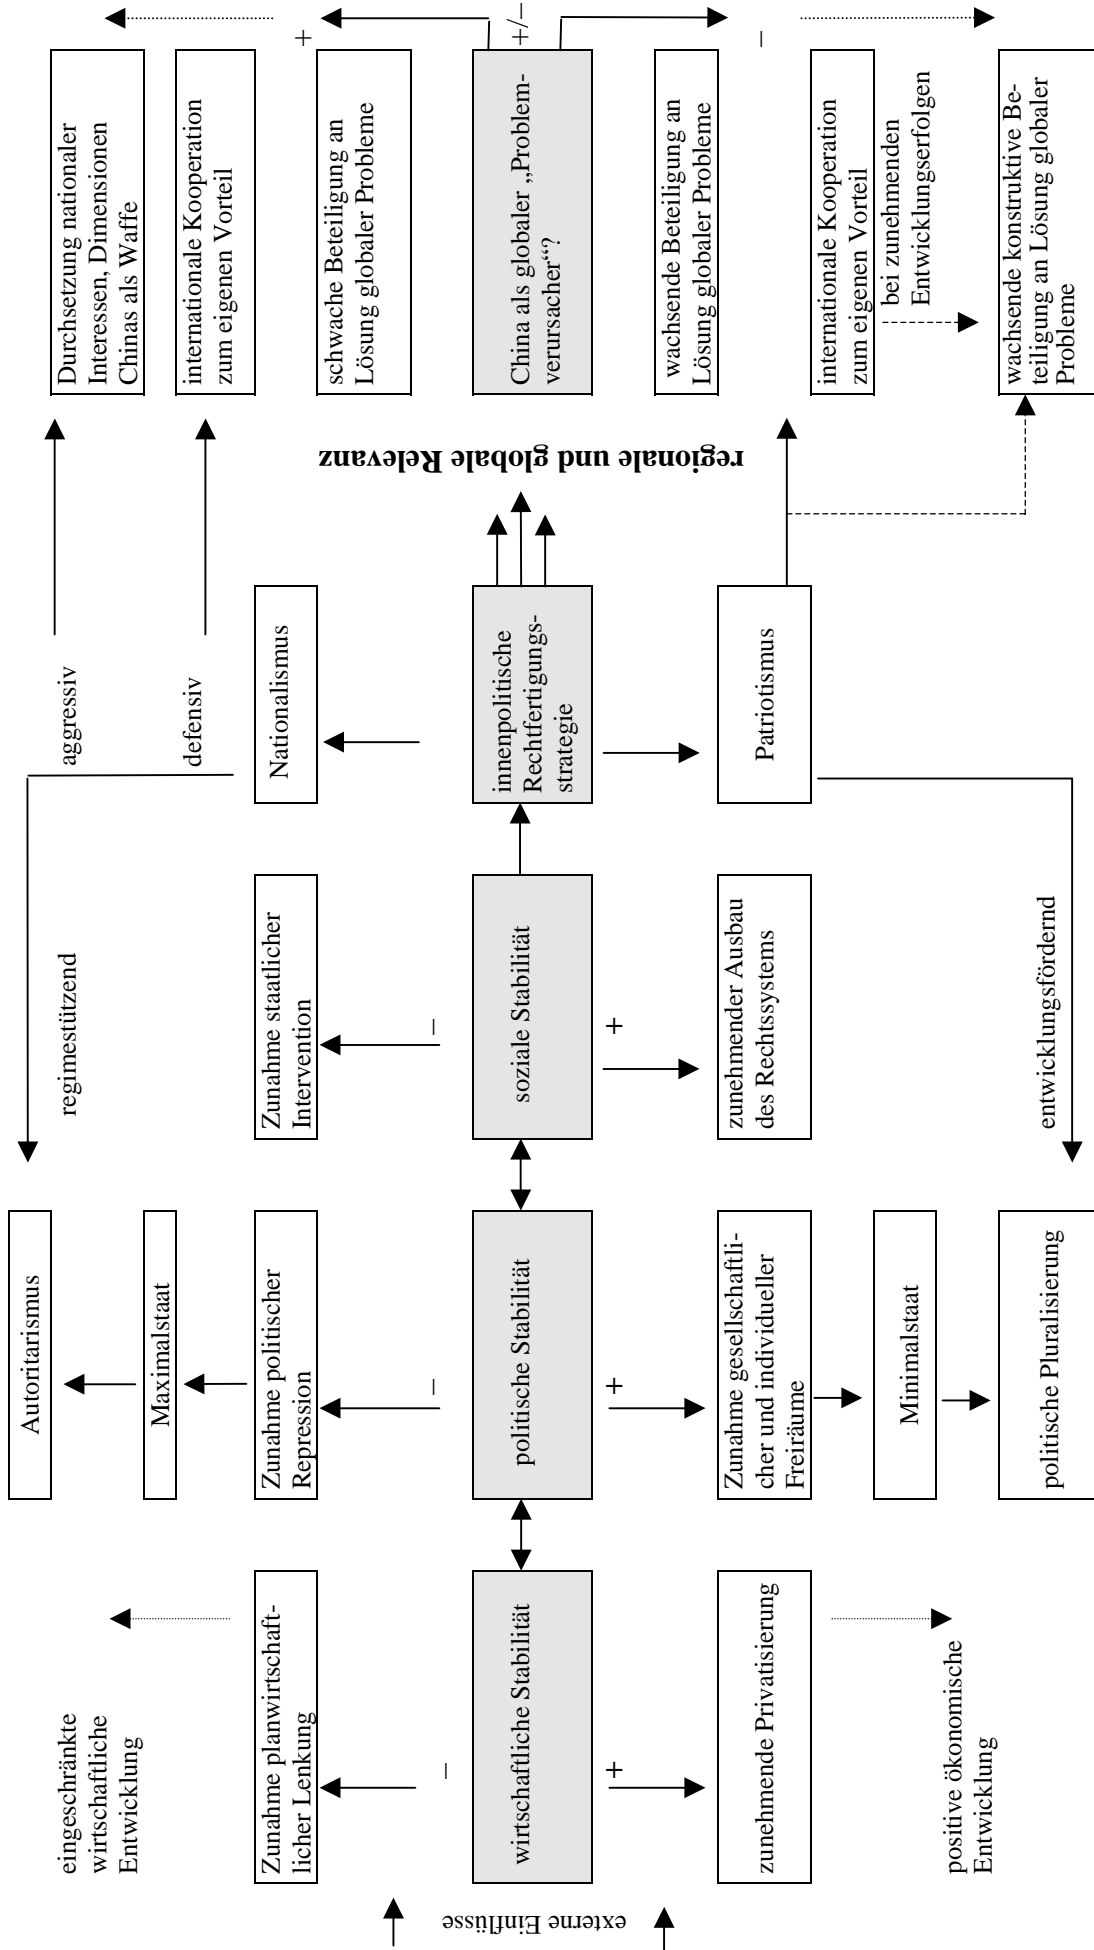 eingeschränkte
wirtschaftliche
Entwicklung
Zunahme planwirtschaft-
licher Lenkung
–
wirtschaftliche Stabilität
+
zunehmende Privatisierung
positive ökonomische
Entwicklung
externe Einflüsse
Autoritarismus
Maximalstaat
Zunahme politischer
Repression
–
politische Stabilität
+
Zunahme gesellschaftli-
cher und individueller
Freiräume
Minimalstaat
politische Pluralisierung
regimestützend
Zunahme staatlicher
Intervention
–
soziale Stabilität
+
zunehmender Ausbau
des Rechtssystems
entwicklungsfördernd
aggressiv
defensiv
Nationalismus
innenpolitische
Rechtfertigungs-
strategie
Patriotismus
regionale und globale Relevanz
Durchsetzung nationaler
Interessen, Dimensionen
Chinas als Waffe
internationale Kooperation
zum eigenen Vorteil
schwache Beteiligung an
Lösung globaler Probleme
China als globaler „Problem-
verursacher“?
wachsende Beteiligung an
Lösung globaler Probleme
internationale Kooperation
zum eigenen Vorteil
bei zunehmenden
Entwicklungserfolgen
wachsende konstruktive Be-
teiligung an Lösung globaler
Probleme
+
+/–
–